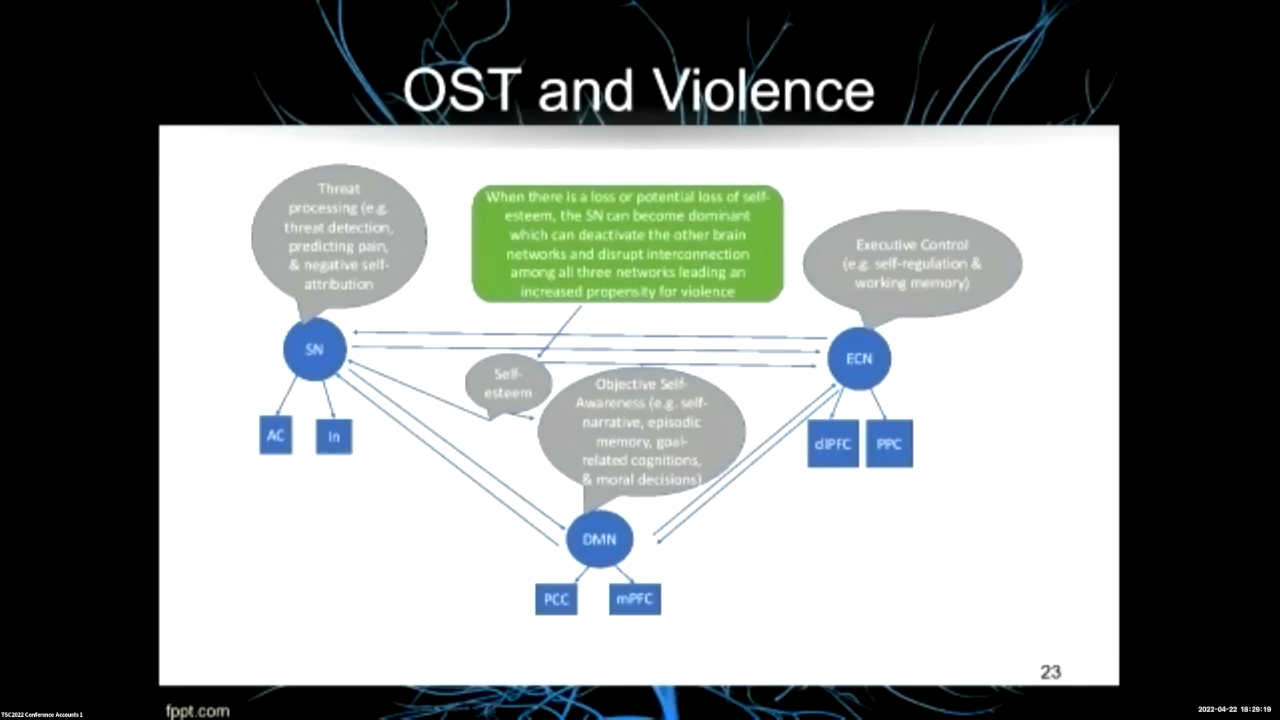 OST and Violence
Threat
processing (e.g.
threat detection,
predicting pain,
& negative self-
attribution
When there is a loss or potential loss of self-
esteem, the SN can become dominant
which can deactivate the other brain
networks and disrupt interconnection
among all three networks leading an
increased propensity for violence
Executive Control
(e.g. self-regulation &
working memory)
SN
ECN
Self-
esteem
Objective Self-
Awareness (e.g. self-
narrative, episodic
memory, goal-
related cognitions,
& moral decisions)
AC
In
dlPFC
PPC
DMN
PCC
mPFC
23
fppt.com
TSC2022 Conference Accounts 1
2022-04-22 18:29:19